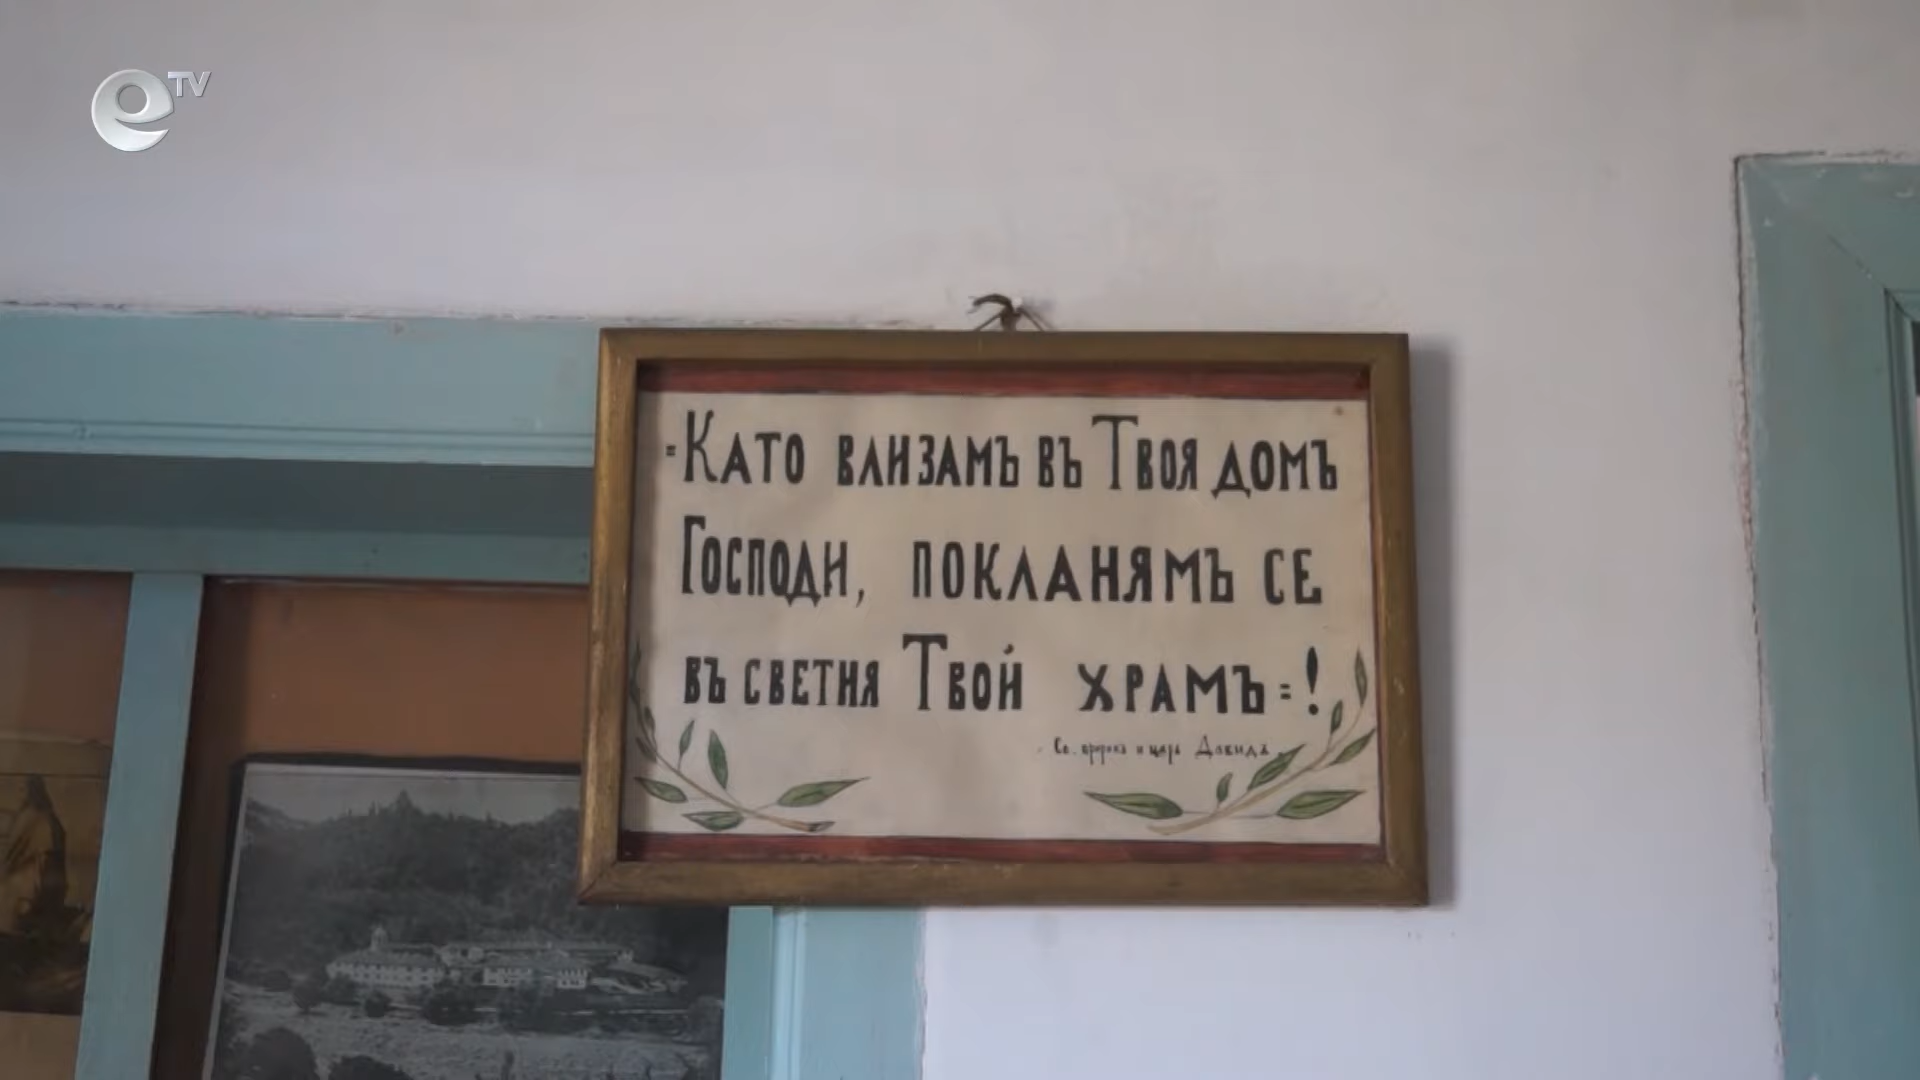 eTV
=Като влизамъ въ Твоя домъ
Господи, покланямъ се
въ светия Твой храмъ=!
Св. пророкъ и царь Давидъ